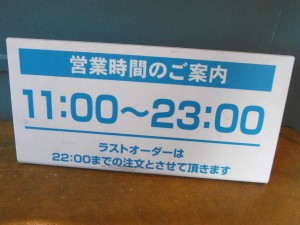 営業時間のご案内
11:00～23:00
ラストオーダーは
22:00までの注文とさせて頂きます